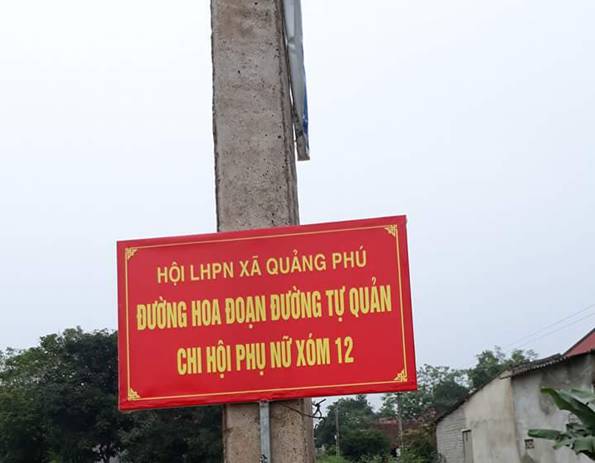 HỘI LHPN XÃ QUẢNG PHÚ
ĐƯỜNG HOA ĐOẠN ĐƯỜNG TỰ QUẢN
CHI HỘI PHỤ NỮ XÓM 12